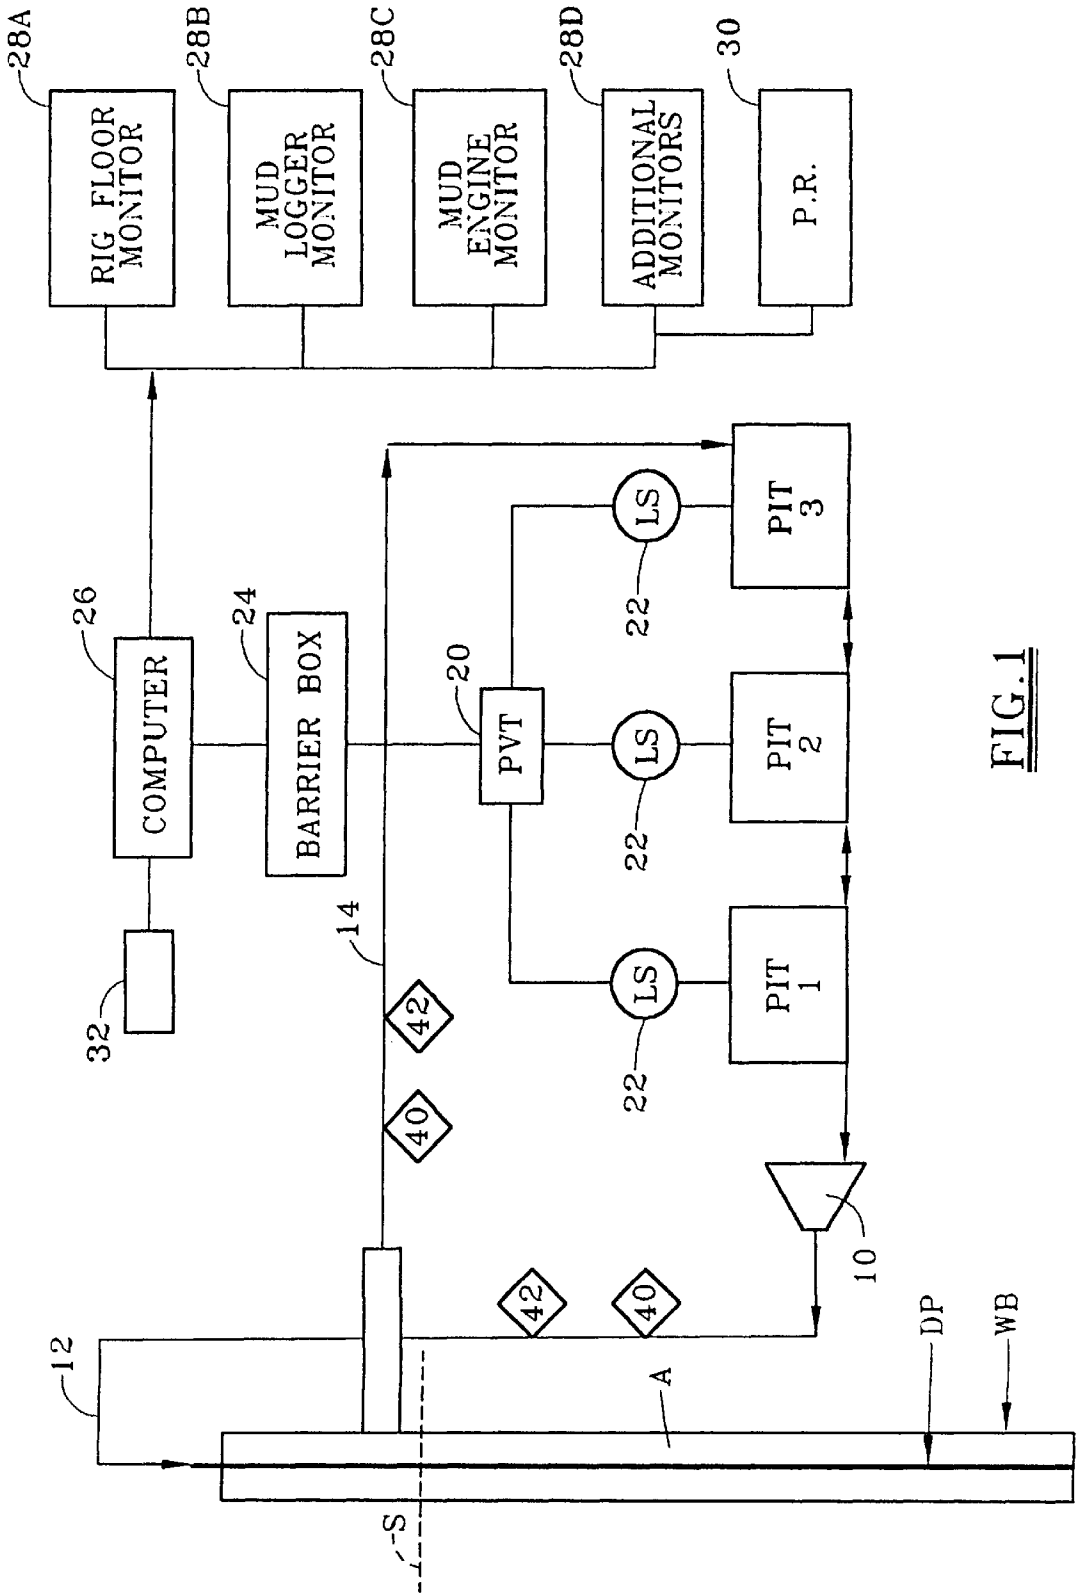 28A
28B
28C
28D
30
RIG FLOOR
MONITOR
MUD
LOGGER
MONITOR
MUD
ENGINE
MONITOR
ADDITIONAL
MONITORS
P.R.
26
COMPUTER
32
24
BARRIER BOX
14
20
PVT
22
LS
22
LS
22
LS
PIT
1
PIT
2
PIT
3
42
40
42
40
10
12
A
DP
WB
S
FIG.1